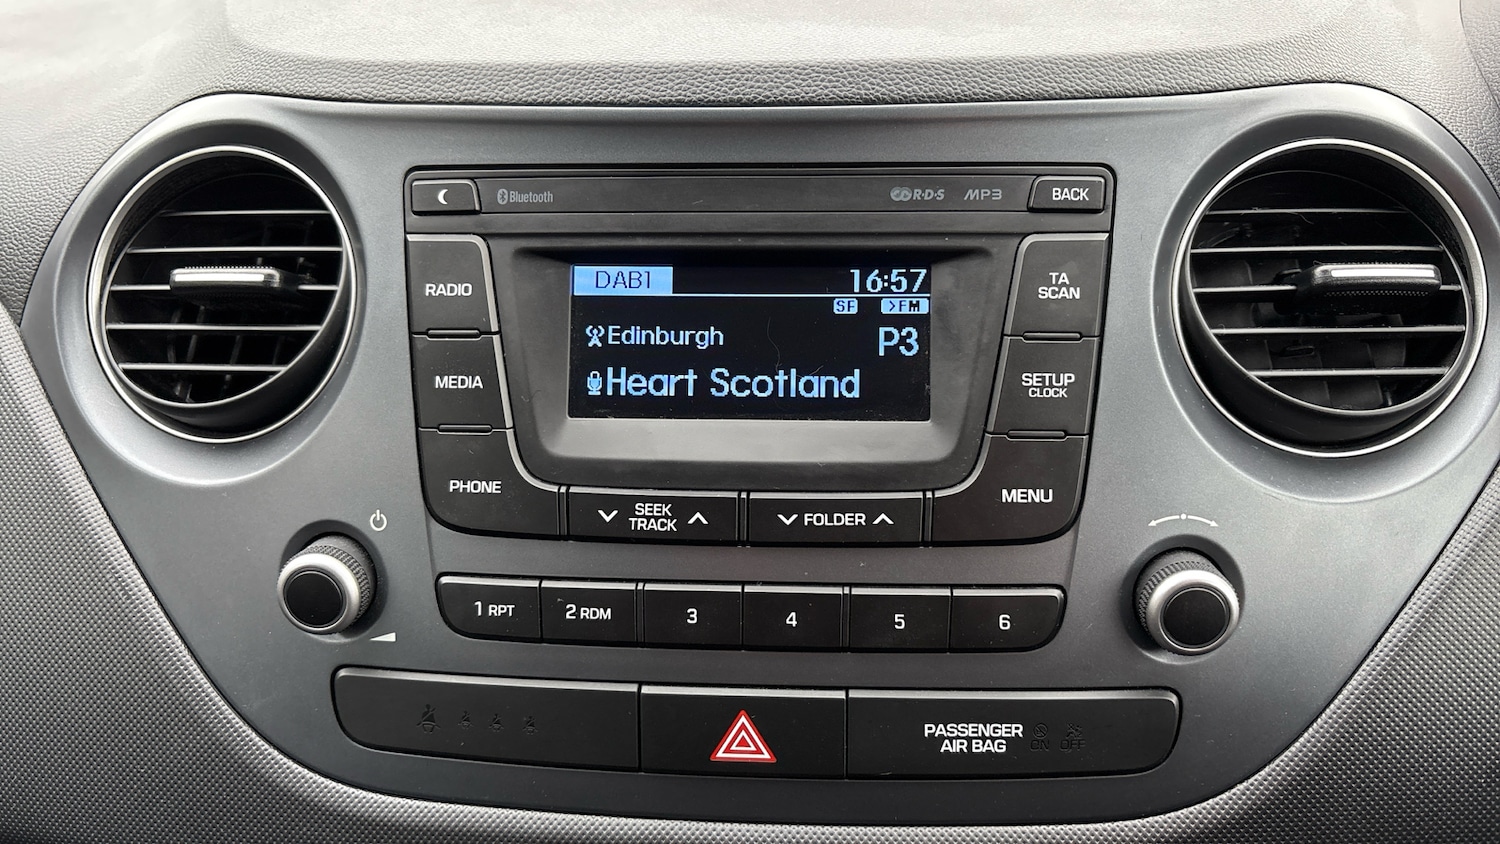 Bluetooth
R·D·S
MP3
BACK
RADIO
DAB1
16:57
TA
SCAN
SF
>FM
Edinburgh
P3
MEDIA
Heart Scotland
SETUP
CLOCK
PHONE
SEEK
TRACK
FOLDER
MENU
1 RPT
2 RDM
3
4
5
6
PASSENGER
AIR BAG
ON
OFF